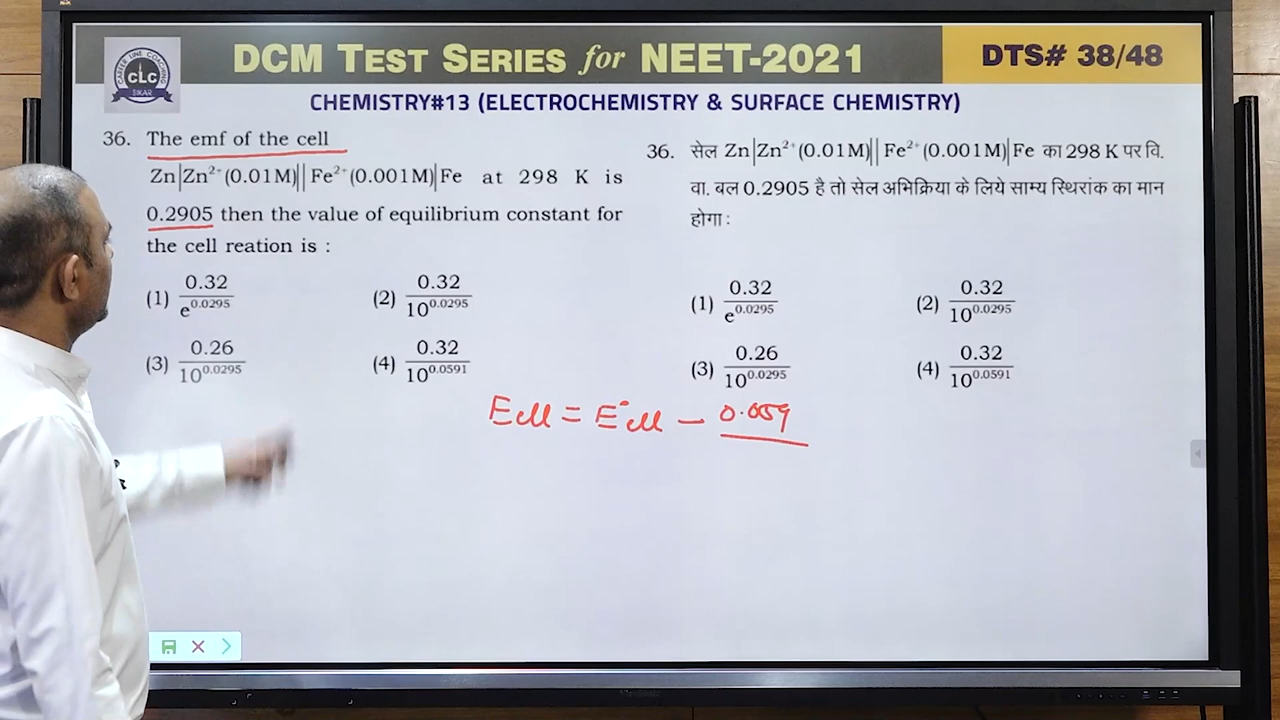 DCM TEST SERIES for NEET-2021
DTS# 38/48
CAREER LINE COACHING
CLC
SIKAR
CHEMISTRY#13 (ELECTROCHEMISTRY & SURFACE CHEMISTRY)
36. The emf of the cell
Zn|Zn²⁺(0.01M)|| Fe²⁺(0.001M)|Fe at 298 K is
0.2905 then the value of equilibrium constant for
the cell reation is :
(1) 0.32/e^0.0295 (2) 0.32/10^0.0295
(3) 0.26/10^0.0295 (4) 0.32/10^0.0591
36. सेल Zn|Zn²⁺(0.01M)|| Fe²⁺(0.001M)|Fe का 298 K पर वि.
वा. बल 0.2905 है तो सेल अभिक्रिया के लिये साम्य स्थिरांक का मान
होगा :
(1) 0.32/e^0.0295 (2) 0.32/10^0.0295
(3) 0.26/10^0.0295 (4) 0.32/10^0.0591
Ecell = E°cell – 0.059